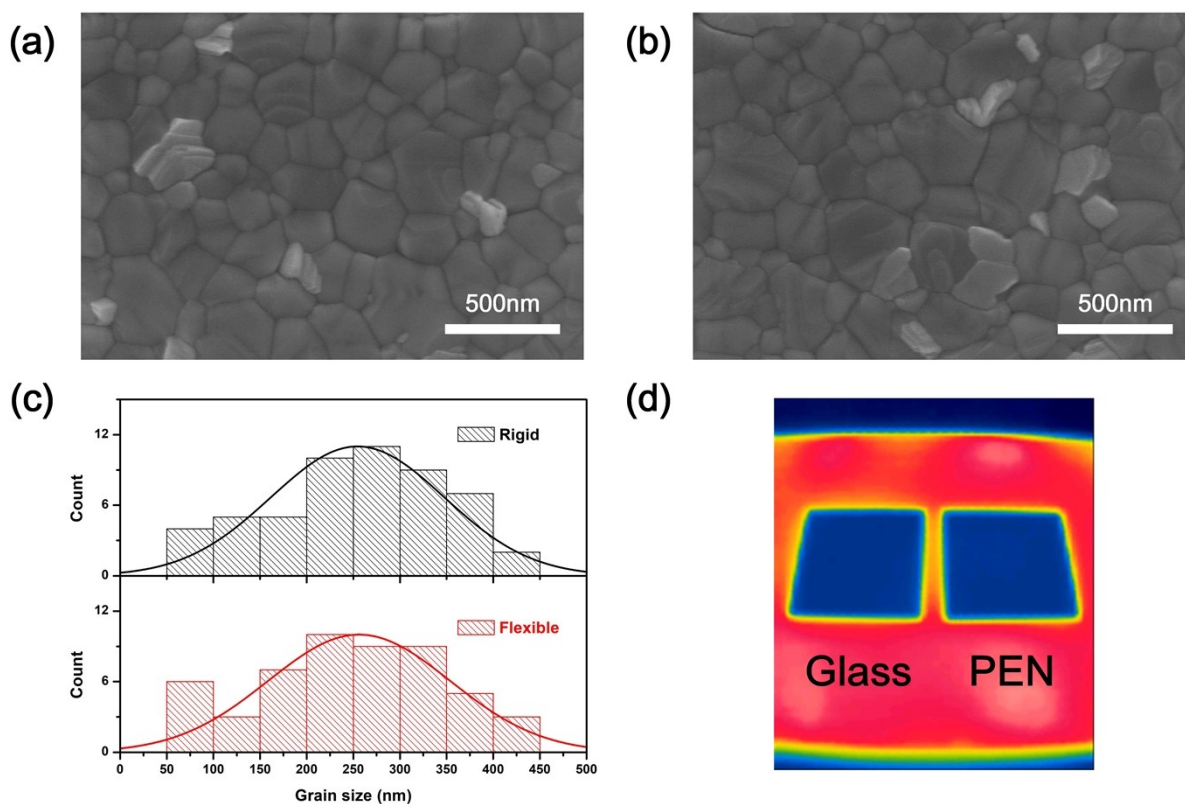 (a)
500nm
(b)
500nm
(c)
12
6
0
Count
Rigid
12
6
0
Count
Flexible
0 50 100 150 200 250 300 350 400 450 500
Grain size (nm)
(d)
Glass PEN